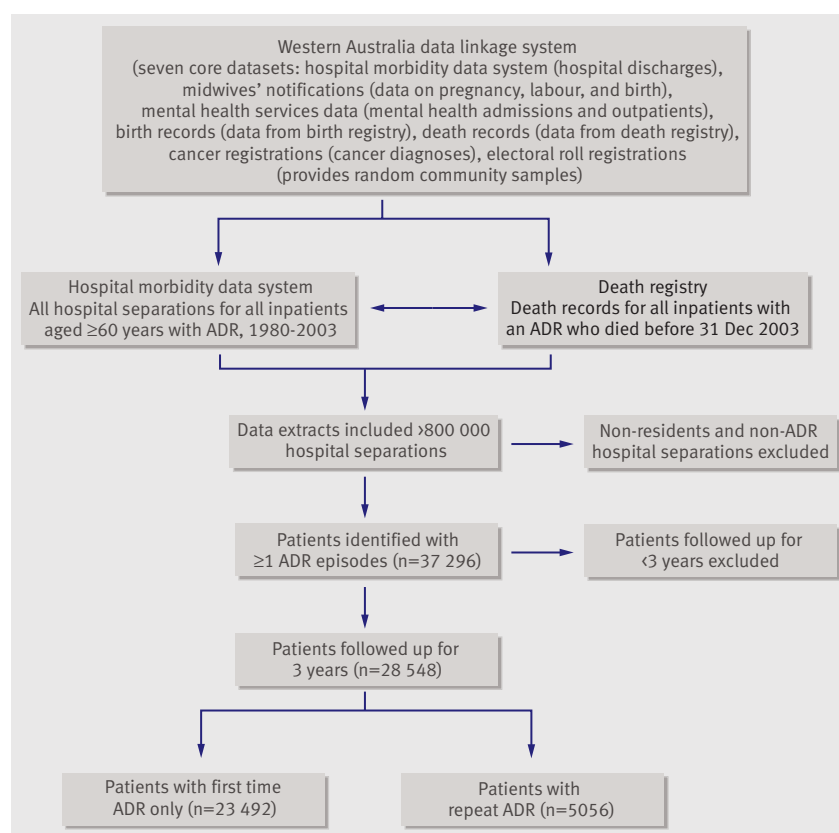 Western Australia data linkage system
(seven core datasets: hospital morbidity data system (hospital discharges),
midwives’ notifications (data on pregnancy, labour, and birth),
mental health services data (mental health admissions and outpatients),
birth records (data from birth registry), death records (data from death registry),
cancer registrations (cancer diagnoses), electoral roll registrations
(provides random community samples)
Hospital morbidity data system
All hospital separations for all inpatients
aged ≥60 years with ADR, 1980-2003
Death registry
Death records for all inpatients with
an ADR who died before 31 Dec 2003
Data extracts included >800 000
hospital separations
Non-residents and non-ADR
hospital separations excluded
Patients identified with
≥1 ADR episodes (n=37 296)
Patients followed up for
<3 years excluded
Patients followed up for
3 years (n=28 548)
Patients with first time
ADR only (n=23 492)
Patients with
repeat ADR (n=5056)